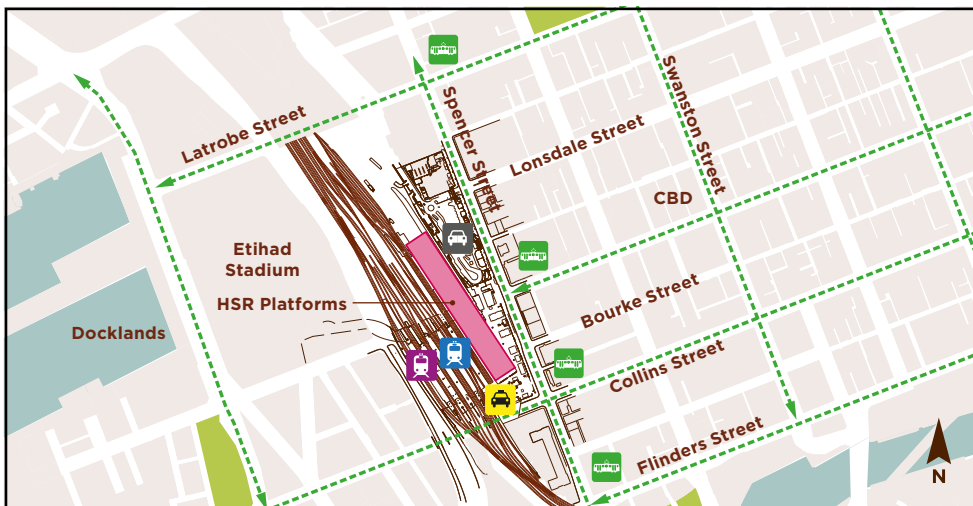 Latrobe Street
Spencer Street
Swanston Street
Lonsdale Street
CBD
Etihad
Stadium
HSR Platforms
Bourke Street
Docklands
Collins Street
Flinders Street
N